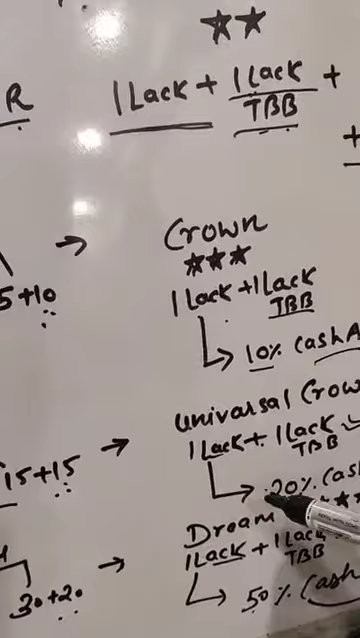 ★★
R
1 Lack + 1 Lack +
TBB
+
→ Crown
★★★
5+10
1 Lack + 1 Lack
TBB
10% Cash A
Universal Crow
→ 1 Lack + 1 Lack
TBB
15+15
20% Cas
★★
Dream
→ 1 Lack + 1 Lack
TBB
30+20
50% Cash